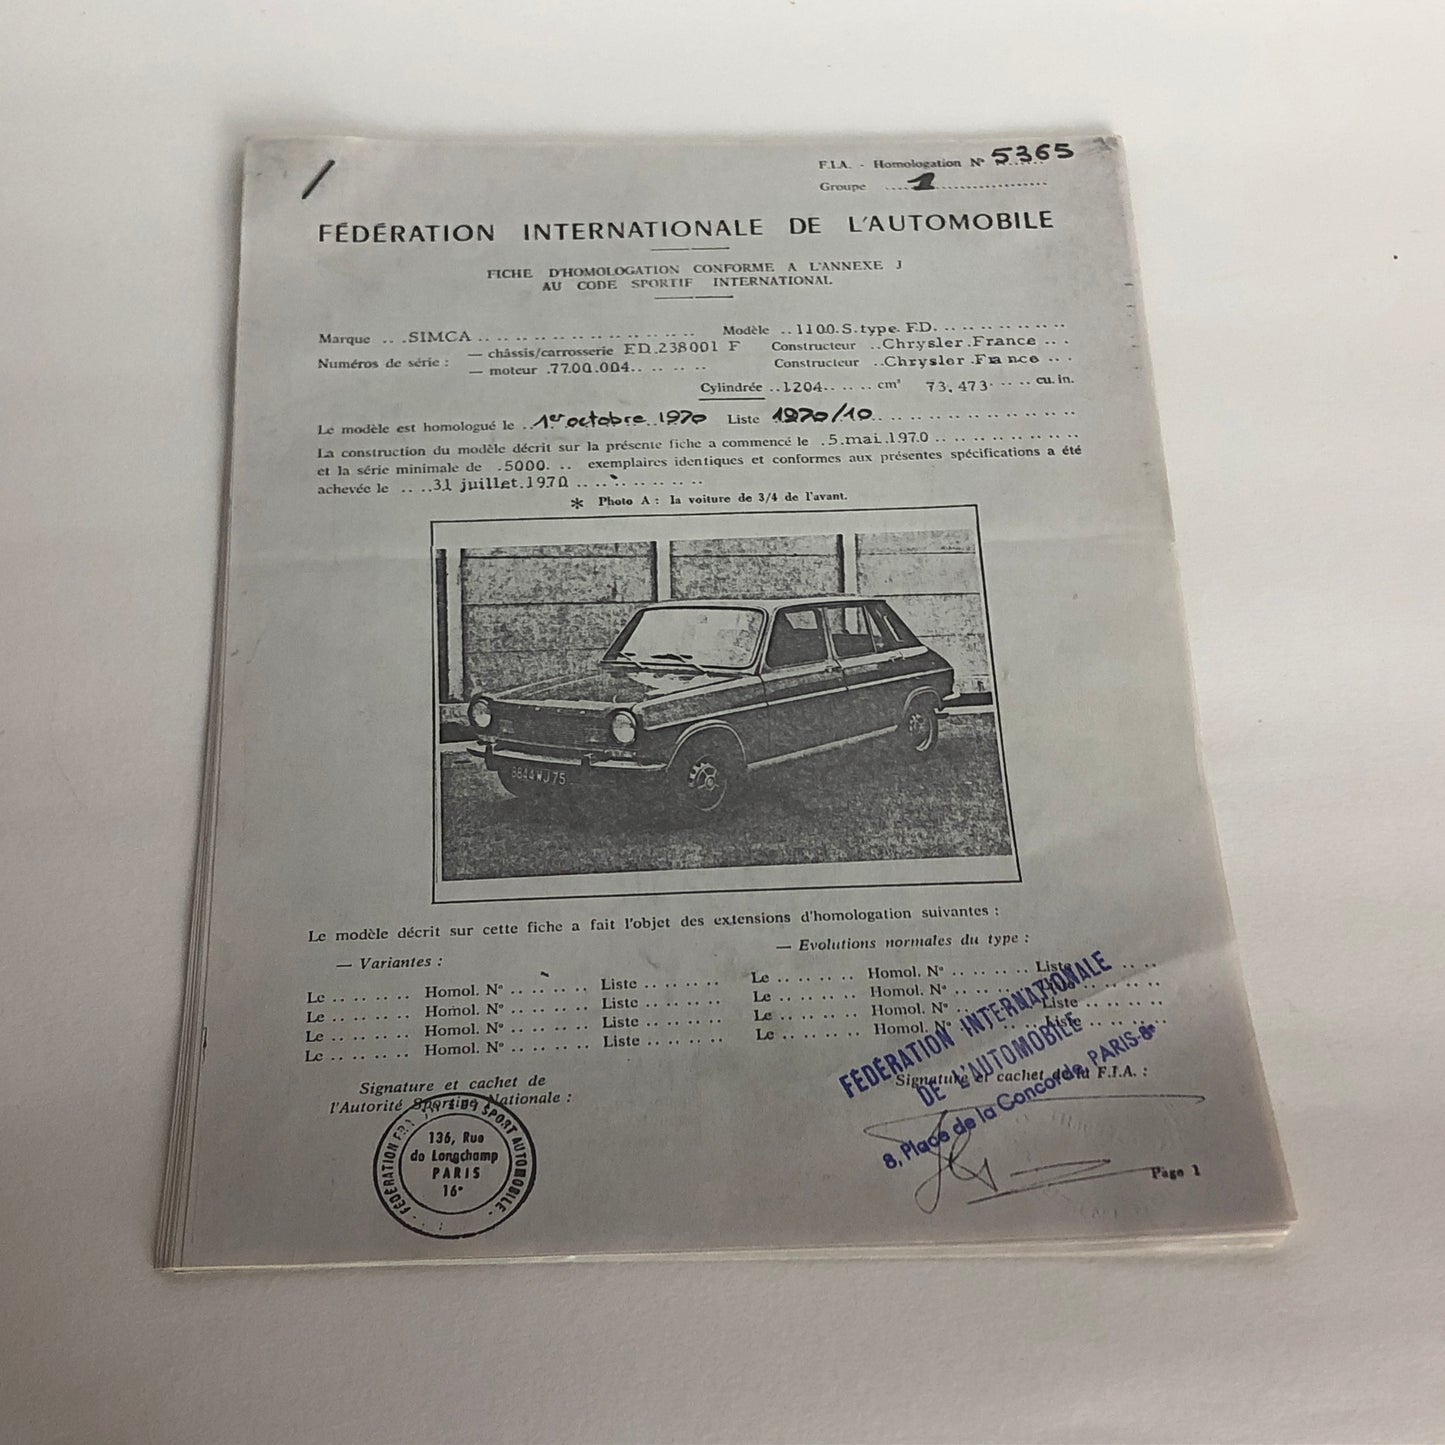 F.I.A. - Homologation N° 5365
Groupe ....1....................
FÉDÉRATION INTERNATIONALE DE L'AUTOMOBILE
FICHE D'HOMOLOGATION CONFORME A L'ANNEXE J
AU CODE SPORTIF INTERNATIONAL
Marque .. .SIMCA .. .. .. .. .. .. .. .. Modèle ..1100.S.type.F.D. .. .. .. .. ..
Numéros de série : — châssis/carrosserie F.D.238001 F Constructeur ..Chrysler.France .. .
— moteur .77.00.004.. .. .. .. Constructeur ..Chrysler.France .. .
Cylindrée ..1204.. .. .. cm³ 73.473. .. .. cu.in.
Le modèle est homologué le ..1er octobre 1970 Liste 1970/10.. .. .. .. .. .. ..
La construction du modèle décrit sur la présente fiche a commencé le .5.mai.1970 .. .. .. .. ..
et la série minimale de .5000. .. exemplaires identiques et conformes aux présentes spécifications a été
achevée le .. ..31 juillet.1970 .. .. .. .. .. ..
* Photo A : la voiture de 3/4 de l'avant.
8844WJ75
Le modèle décrit sur cette fiche a fait l'objet des extensions d'homologation suivantes :
— Variantes : — Evolutions normales du type :
Le .. .. .. .. Homol. N° .. .. .. .. Liste .. .. .. .. Le .. .. .. .. Homol. N° .. .. .. .. Liste .. .. ..
Le .. .. .. .. Homol. N° .. .. .. .. Liste .. .. .. .. Le .. .. .. .. Homol. N° .. .. .. .. Liste .. .. ..
Le .. .. .. .. Homol. N° .. .. .. .. Liste .. .. .. .. Le .. .. .. .. Homol. N° .. .. .. .. Liste .. .. ..
Le .. .. .. .. Homol. N° .. .. .. .. Liste .. .. .. .. Le .. .. .. .. Homol. N° .. .. .. .. Liste .. .. ..
FÉDÉRATION INTERNATIONALE
DE L'AUTOMOBILE
8, Place de la Concorde, PARIS-8e
Signature et cachet de
l'Autorité Sportive Nationale :
Signature et cachet de la F.I.A. :
FÉDÉRATION SPORT AUTOMOBILE
136, Rue
de Longchamp
PARIS
16e
Page 1